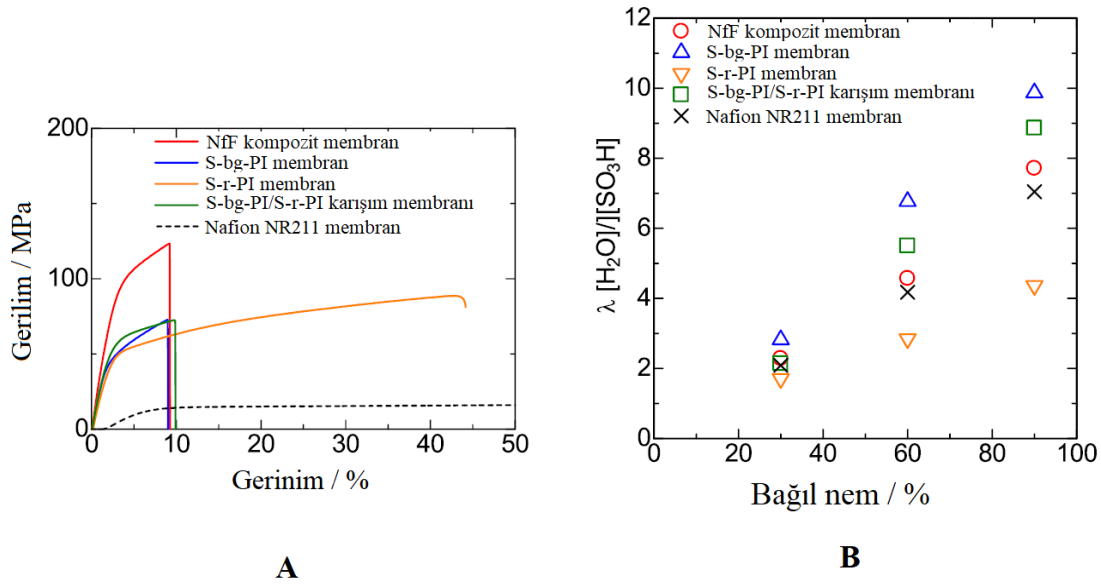 200
NfF kompozit membran
S-bg-PI membran
S-r-PI membran
S-bg-PI/S-r-PI karışım membranı
Nafion NR211 membran
Gerilim / MPa
100
0
0
10
20
30
40
50
Gerinim / %
A
12
NfF kompozit membran
S-bg-PI membran
S-r-PI membran
S-bg-PI/S-r-PI karışım membranı
Nafion NR211 membran
10
8
6
4
2
0
λ [H₂O]/][SO₃H]
0
20
40
60
80
100
Bağıl nem / %
B